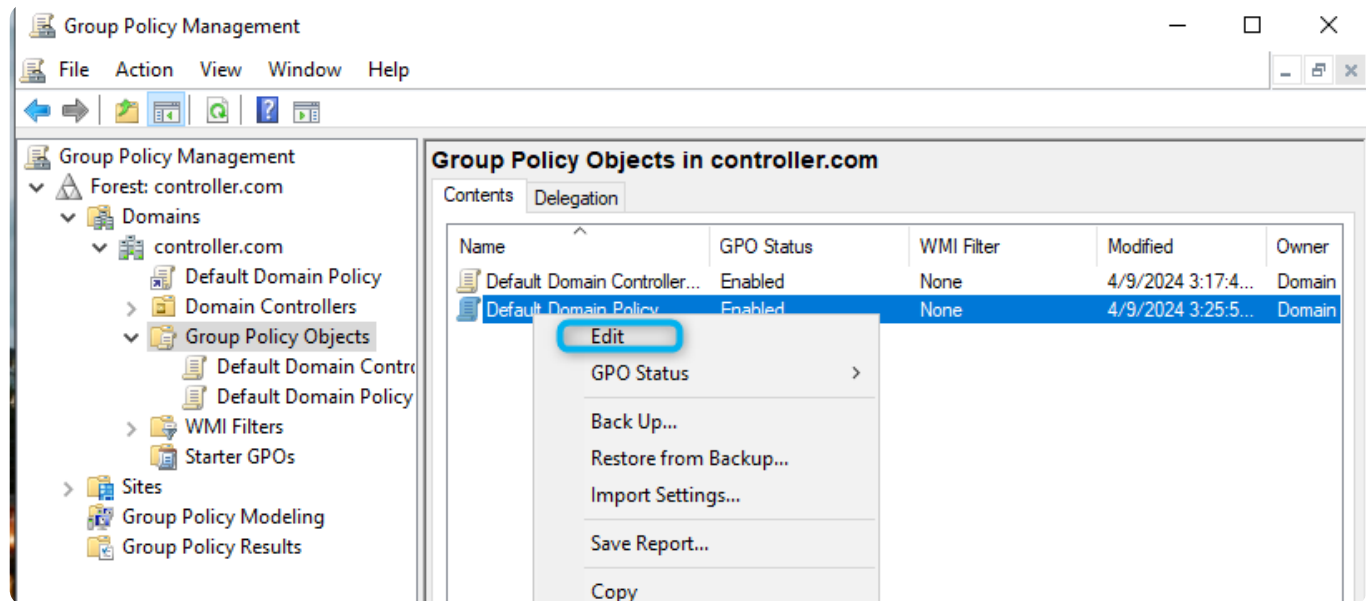 Group Policy Management
File Action View Window Help
Group Policy Management
Forest: controller.com
Domains
controller.com
Default Domain Policy
Domain Controllers
Group Policy Objects
Default Domain Contro
Default Domain Policy
WMI Filters
Starter GPOs
Sites
Group Policy Modeling
Group Policy Results
Group Policy Objects in controller.com
Contents Delegation
Name GPO Status WMI Filter Modified Owner
Default Domain Controller... Enabled None 4/9/2024 3:17:4... Domain
Default Domain Policy Enabled None 4/9/2024 3:25:5... Domain
Edit
GPO Status
Back Up...
Restore from Backup...
Import Settings...
Save Report...
Copy